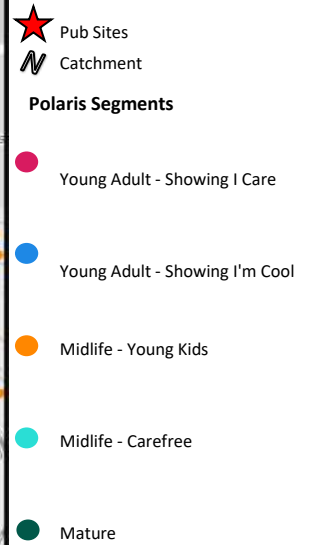 Pub Sites
Catchment
Polaris Segments
Young Adult - Showing I Care
Young Adult - Showing I'm Cool
Midlife - Young Kids
Midlife - Carefree
Mature